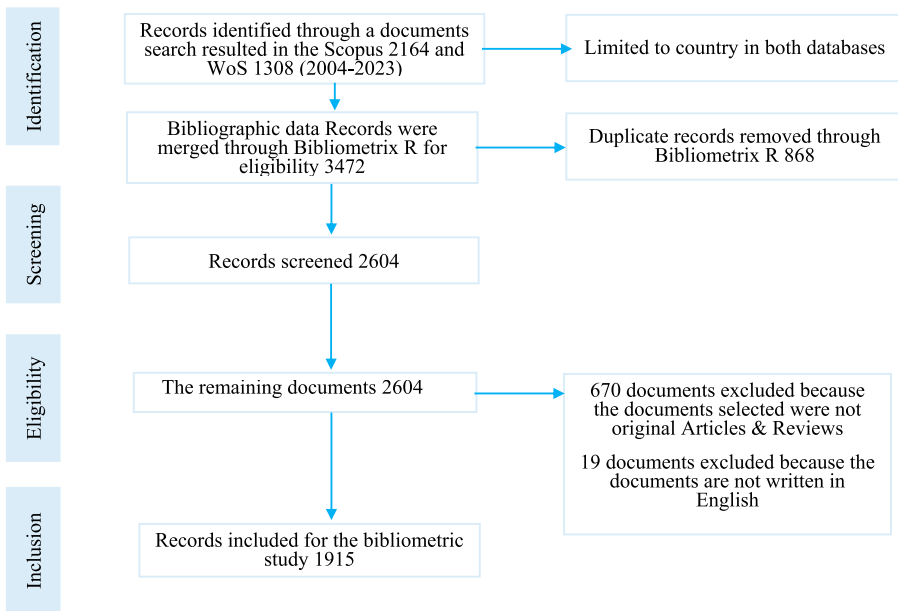 Identification
Records identified through a documents
search resulted in the Scopus 2164 and
WoS 1308 (2004-2023)
Limited to country in both databases
Bibliographic data Records were
merged through Bibliometrix R for
eligibility 3472
Duplicate records removed through
Bibliometrix R 868
Screening
Records screened 2604
Eligibility
The remaining documents 2604
670 documents excluded because
the documents selected were not
original Articles & Reviews
19 documents excluded because the
documents are not written in
English
Inclusion
Records included for the bibliometric
study 1915